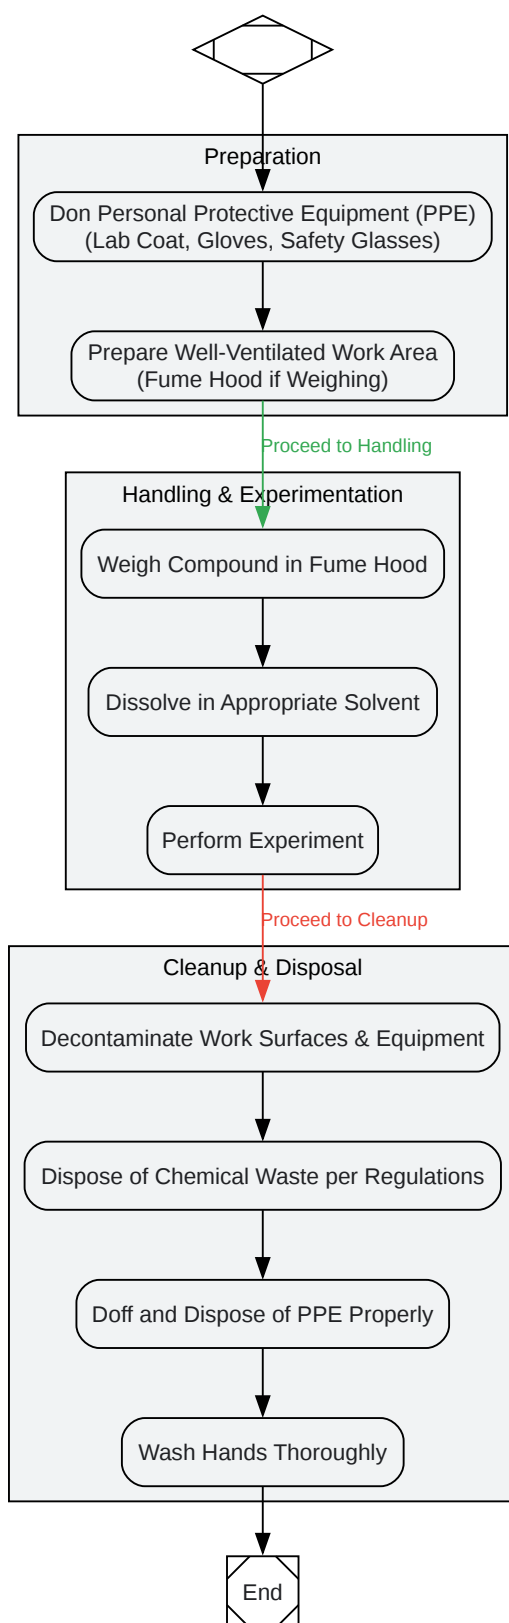 Preparation
Don Personal Protective Equipment (PPE)
(Lab Coat, Gloves, Safety Glasses)
Prepare Well-Ventilated Work Area
(Fume Hood if Weighing)
Proceed to Handling
Handling & Experimentation
Weigh Compound in Fume Hood
Dissolve in Appropriate Solvent
Perform Experiment
Proceed to Cleanup
Cleanup & Disposal
Decontaminate Work Surfaces & Equipment
Dispose of Chemical Waste per Regulations
Doff and Dispose of PPE Properly
Wash Hands Thoroughly
End